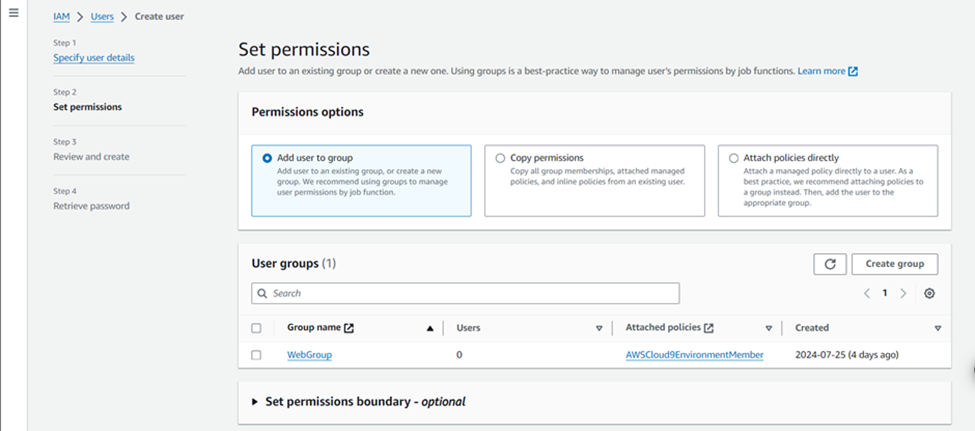 IAM > Users > Create user
Step 1
Specify user details
Step 2
Set permissions
Step 3
Review and create
Step 4
Retrieve password
Set permissions
Add user to an existing group or create a new one. Using groups is a best-practice way to manage user's permissions by job functions. Learn more
Permissions options
Add user to group
Add user to an existing group, or create a new
group. We recommend using groups to manage
user permissions by job function.
Copy permissions
Copy all group memberships, attached managed
policies, and inline policies from an existing user.
Attach policies directly
Attach a managed policy directly to a user. As a
best practice, we recommend attaching policies to
a group instead. Then, add the user to the
appropriate group.
User groups (1)
Create group
Search
< 1 >
Group name Users Attached policies Created
WebGroup 0 AWSCloud9EnvironmentMember 2024-07-25 (4 days ago)
Set permissions boundary - optional